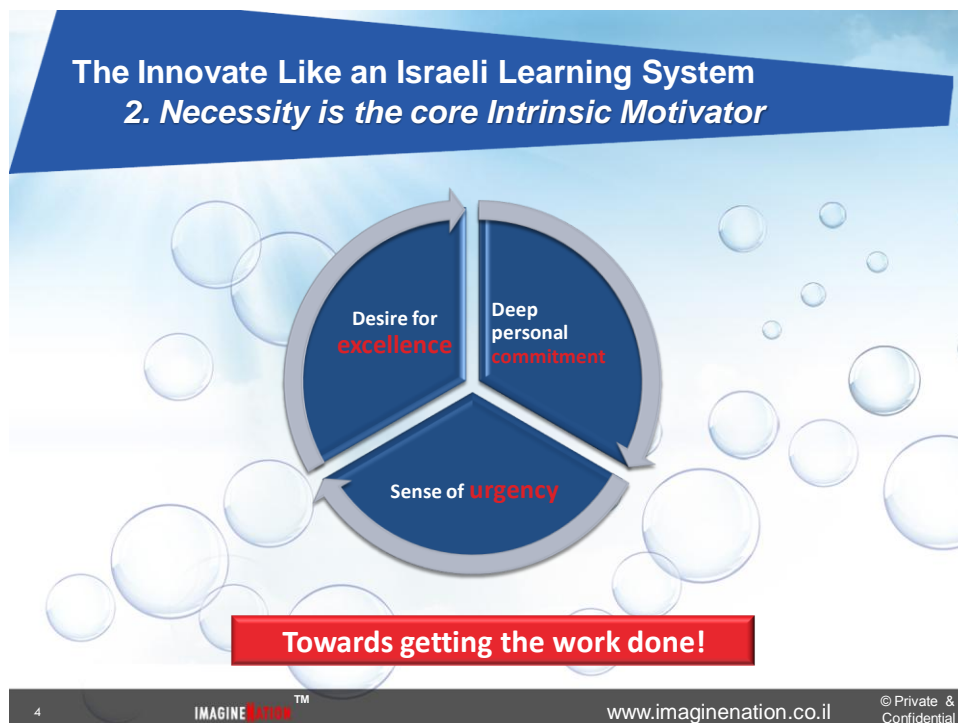 The Innovate Like an Israeli Learning System
2. Necessity is the core Intrinsic Motivator
Desire for
excellence
Deep
personal
commitment
Sense of urgency
Towards getting the work done!
4
IMAGINENATION
TM
www.imaginenation.co.il
© Private &
Confidential